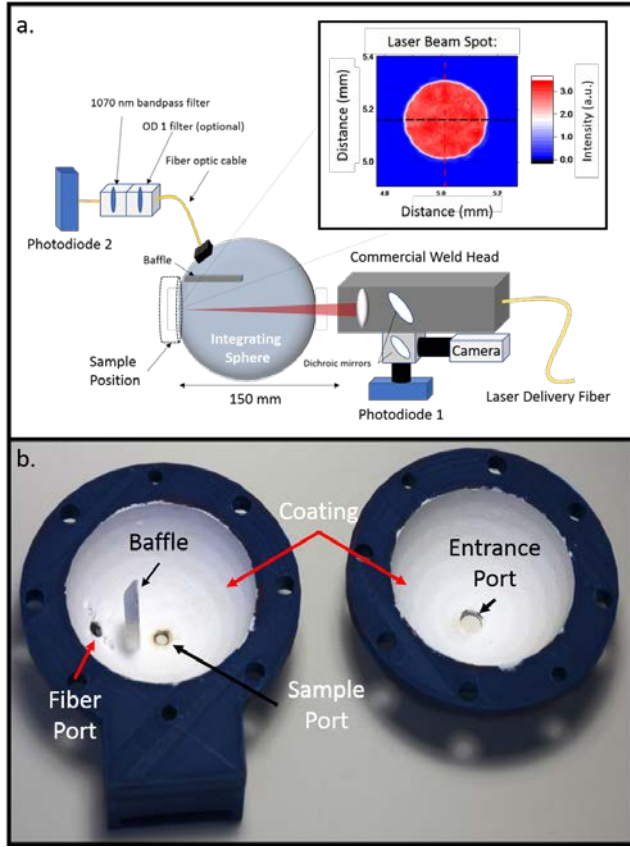 a.
Laser Beam Spot:
5.4
5.2
5.0
Distance (mm)
4.8
5.0
5.2
Distance (mm)
3.0
2.0
1.0
0.0
Intensity (a.u.)
1070 nm bandpass filter
OD 1 filter (optional)
Fiber optic cable
Photodiode 2
Baffle
Commercial Weld Head
Integrating
Sphere
Sample
Position
Dichroic mirrors
Camera
150 mm
Photodiode 1
Laser Delivery Fiber
b.
Coating
Baffle
Entrance
Port
Fiber
Port
Sample
Port